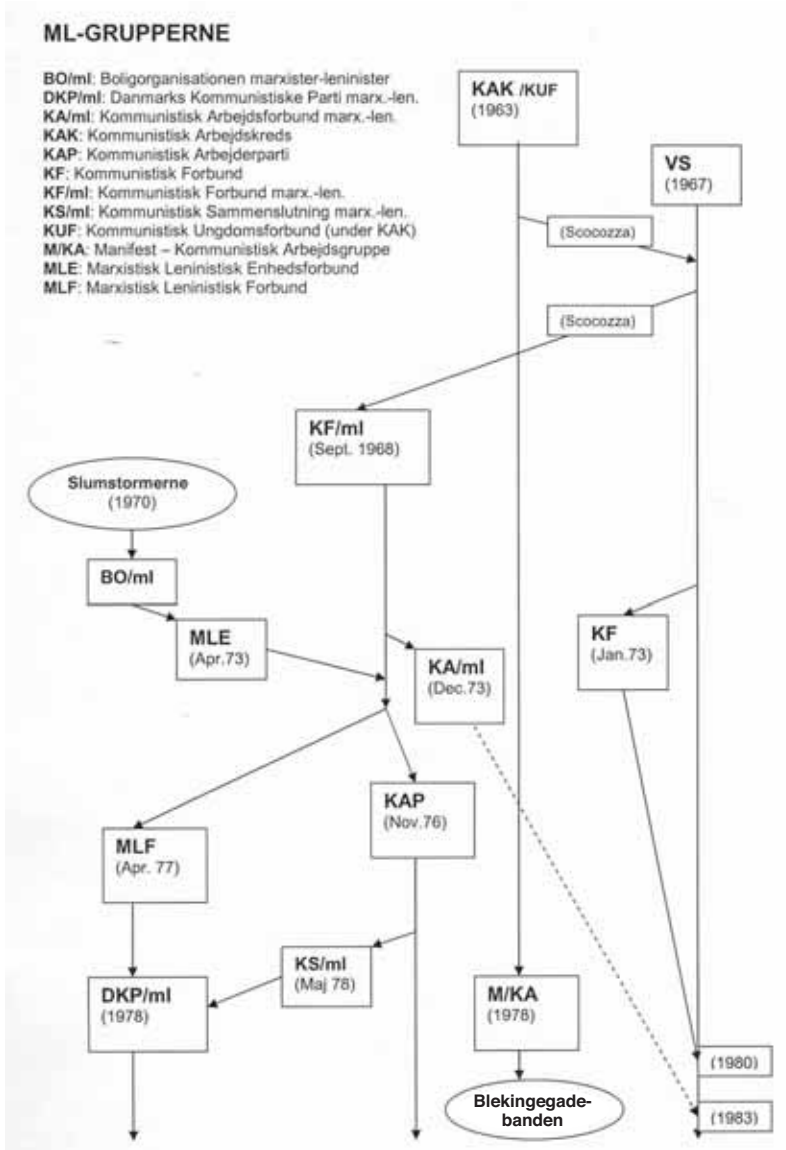 ML-GRUPPERNE
BO/ml: Boligorganisationen marxister-leninister
DKP/ml: Danmarks Kommunistiske Parti marx.-len.
KA/ml: Kommunistisk Arbejdsforbund marx.-len.
KAK: Kommunistisk Arbejdskreds
KAP: Kommunistisk Arbejderparti
KF: Kommunistisk Forbund
KF/ml: Kommunistisk Forbund marx.-len.
KS/ml: Kommunistisk Sammenslutning marx.-len.
KUF: Kommunistisk Ungdomsforbund (under KAK)
M/KA: Manifest – Kommunistisk Arbejdsgruppe
MLE: Marxistisk Leninistisk Enhedsforbund
MLF: Marxistisk Leninistisk Forbund
KAK /KUF
(1963)
VS
(1967)
(Scocozza)
(Scocozza)
KF/ml
(Sept. 1968)
Slumstormerne
(1970)
BO/ml
MLE
(Apr.73)
KA/ml
(Dec.73)
KF
(Jan.73)
KAP
(Nov.76)
MLF
(Apr. 77)
KS/ml
(Maj 78)
DKP/ml
(1978)
M/KA
(1978)
Blekingegade-
banden
(1980)
(1983)